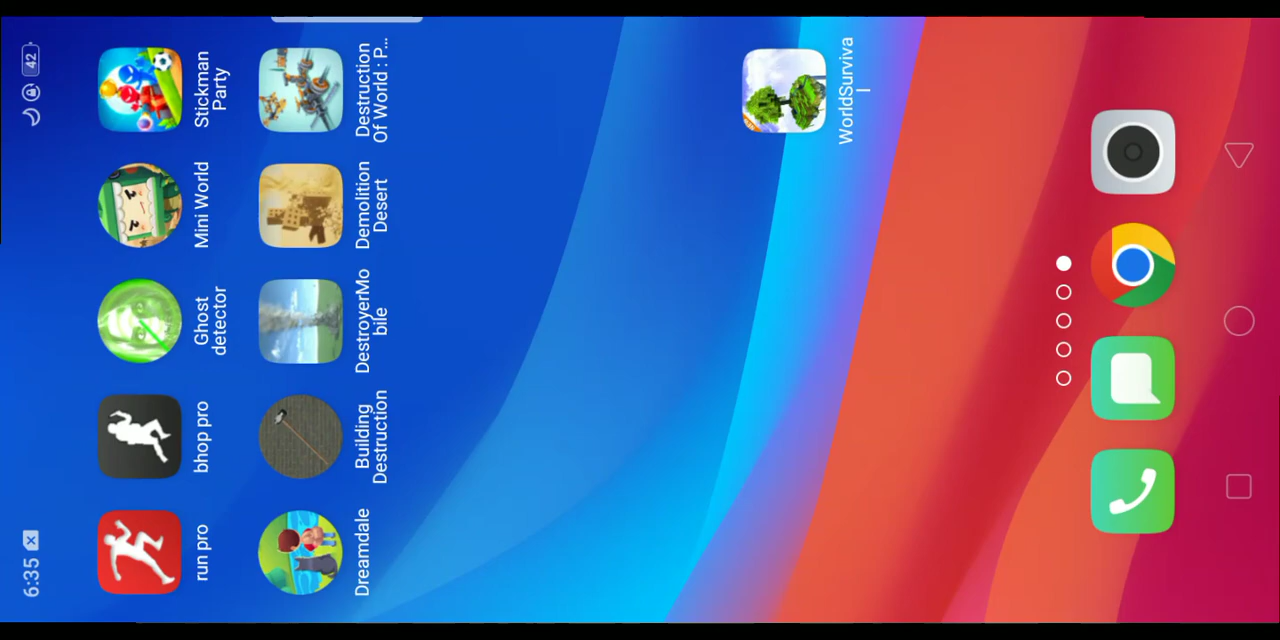 6:35
42
run pro
bhop pro
Ghost
detector
Mini World
Stickman
Party
Dreamdale
Building
Destruction
DestroyerMo
bile
Demolition
Desert
Destruction
Of World : P...
WorldSurviva
l